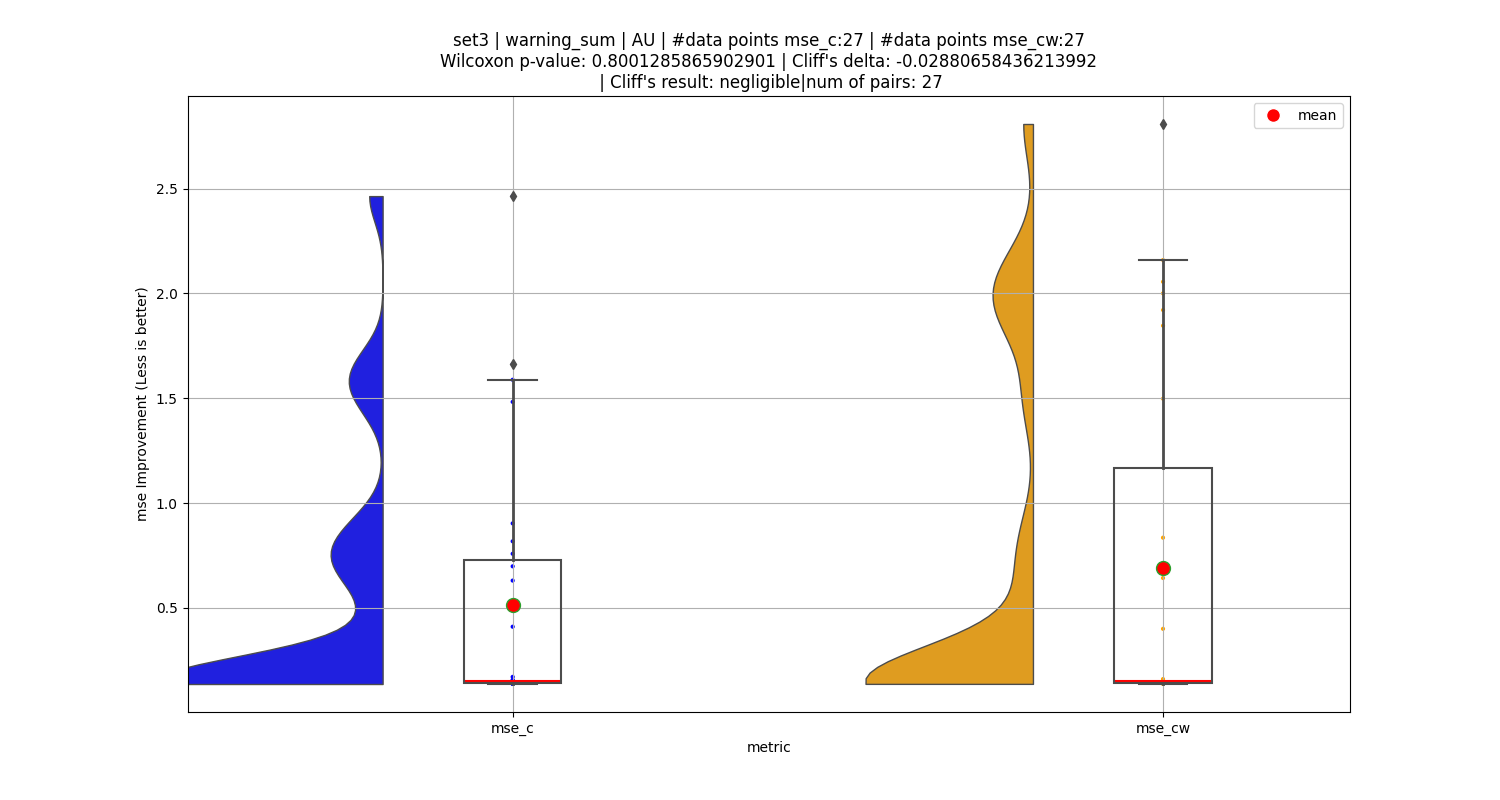 set3 | warning_sum | AU | #data points mse_c:27 | #data points mse_cw:27
Wilcoxon p-value: 0.8001285865902901 | Cliff's delta: -0.02880658436213992
| Cliff's result: negligible|num of pairs: 27
mean
2.5
2.0
1.5
1.0
0.5
mse Improvement (Less is better)
mse_c
mse_cw
metric